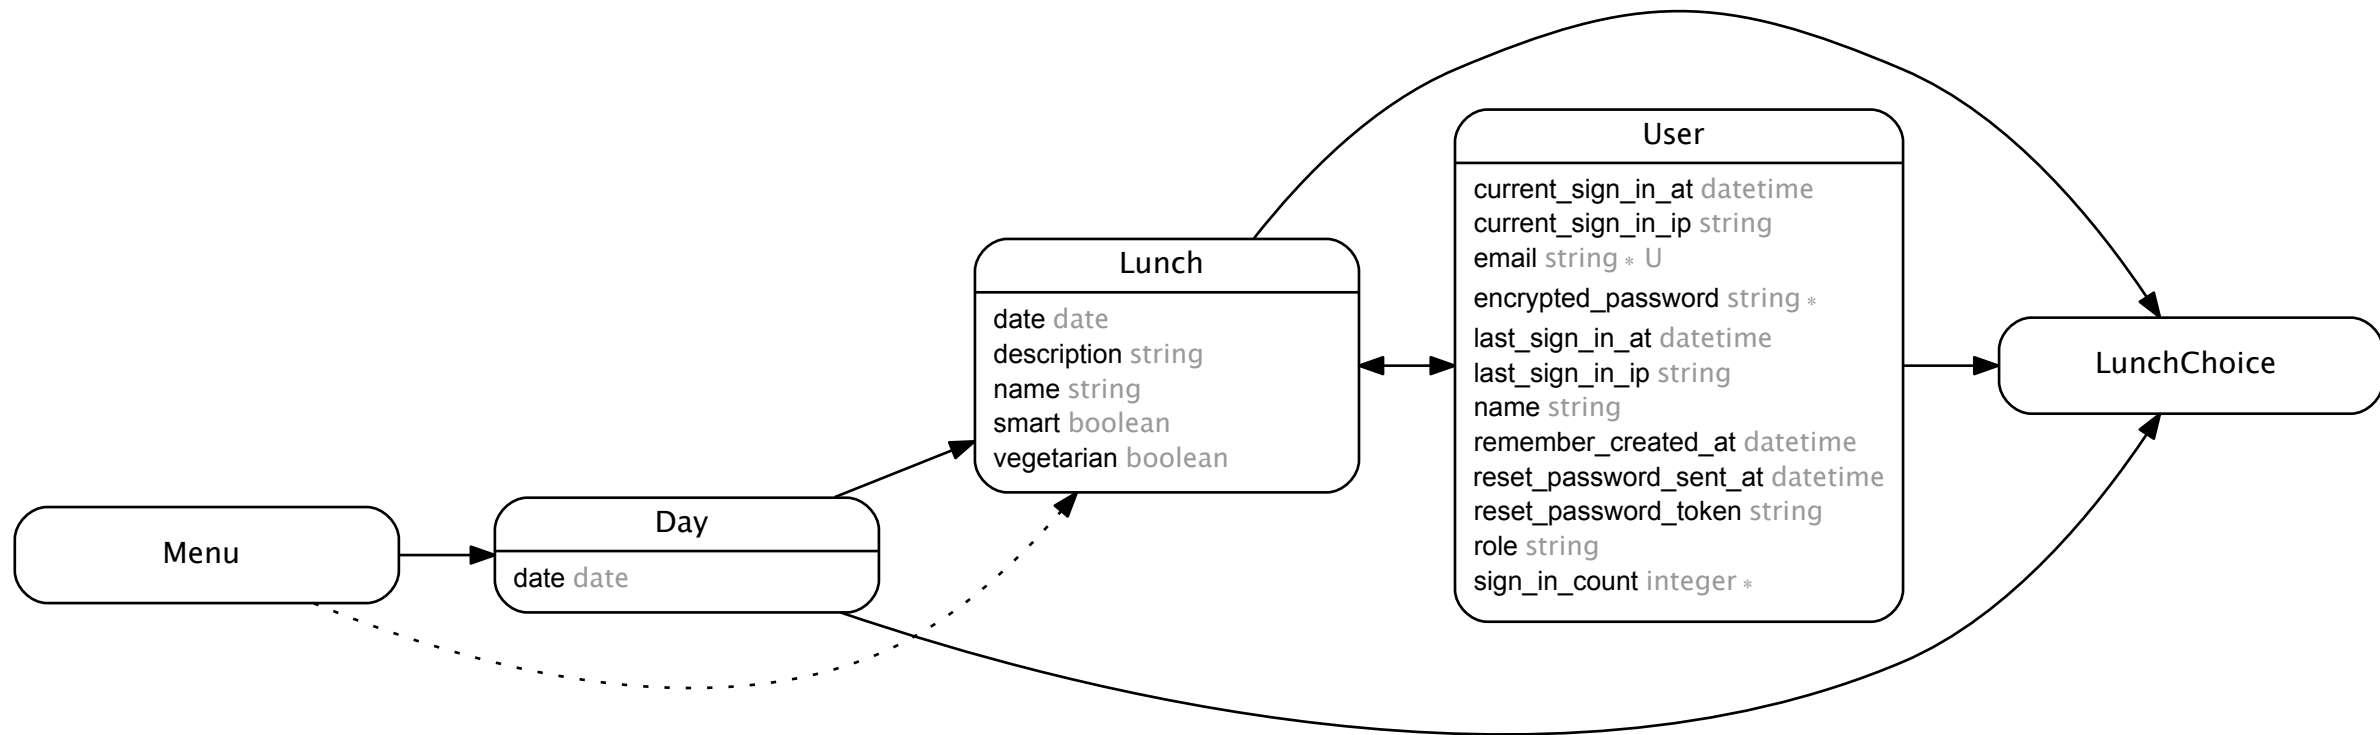 Menu
Day
date date
Lunch
date date
description string
name string
smart boolean
vegetarian boolean
User
current_sign_in_at datetime
current_sign_in_ip string
email string * U
encrypted_password string *
last_sign_in_at datetime
last_sign_in_ip string
name string
remember_created_at datetime
reset_password_sent_at datetime
reset_password_token string
role string
sign_in_count integer *
LunchChoice